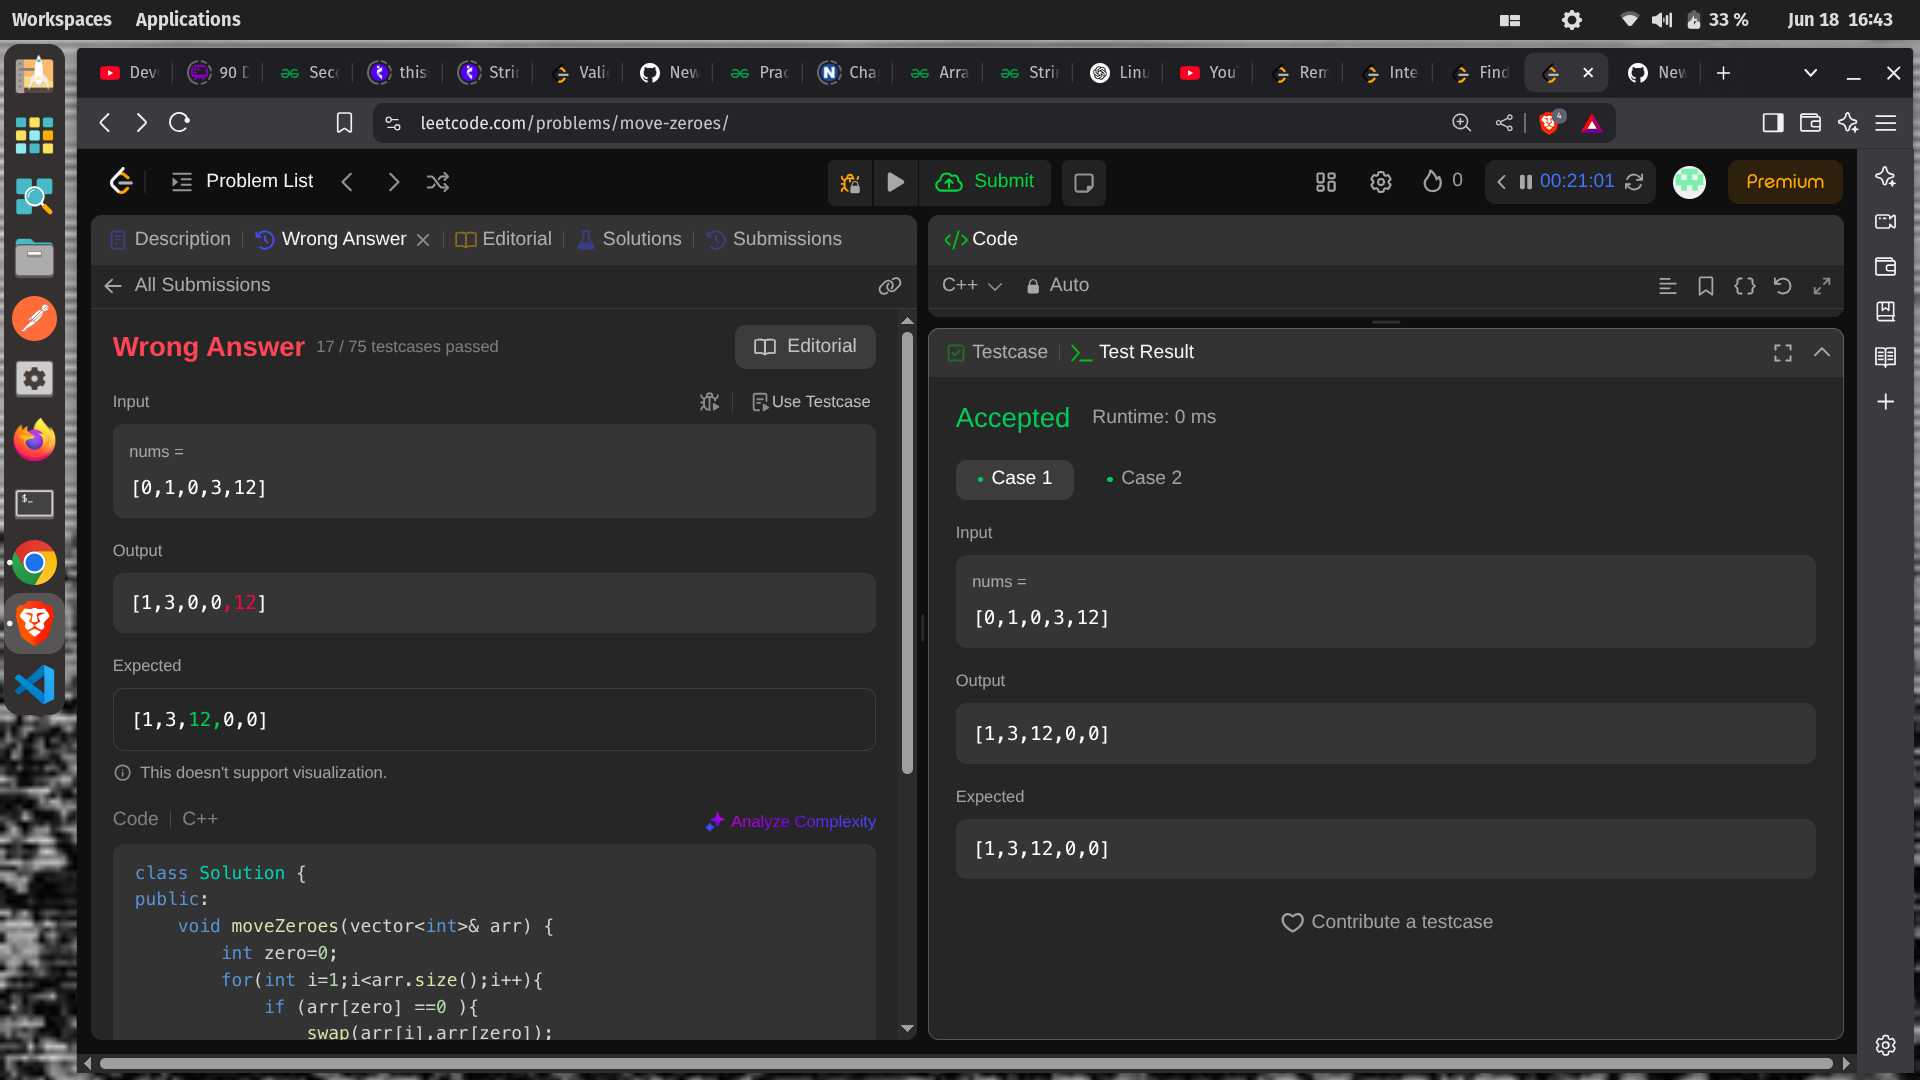 Workspaces Applications 33 % Jun 18 16:43
Dev 90 D Seco this Strin Vali New Prac Cha Arra Strin Linu You Rem Inte Find New
leetcode.com/problems/move-zeroes/ 4
Problem List Submit 0 00:21:01 Premium
Description Wrong Answer Editorial Solutions Submissions
All Submissions
Wrong Answer 17 / 75 testcases passed Editorial
Input Use Testcase
nums =
[0,1,0,3,12]
Output
[1,3,0,0,12]
Expected
[1,3,12,0,0]
This doesn't support visualization.
Code C++ Analyze Complexity
class Solution {
public:
void moveZeroes(vector<int>& arr) {
int zero=0;
for(int i=1;i<arr.size();i++){
if (arr[zero] ==0 ){
swap(arr[i],arr[zero]);
</> Code
C++ Auto
Testcase Test Result
Accepted Runtime: 0 ms
Case 1 Case 2
Input
nums =
[0,1,0,3,12]
Output
[1,3,12,0,0]
Expected
[1,3,12,0,0]
Contribute a testcase